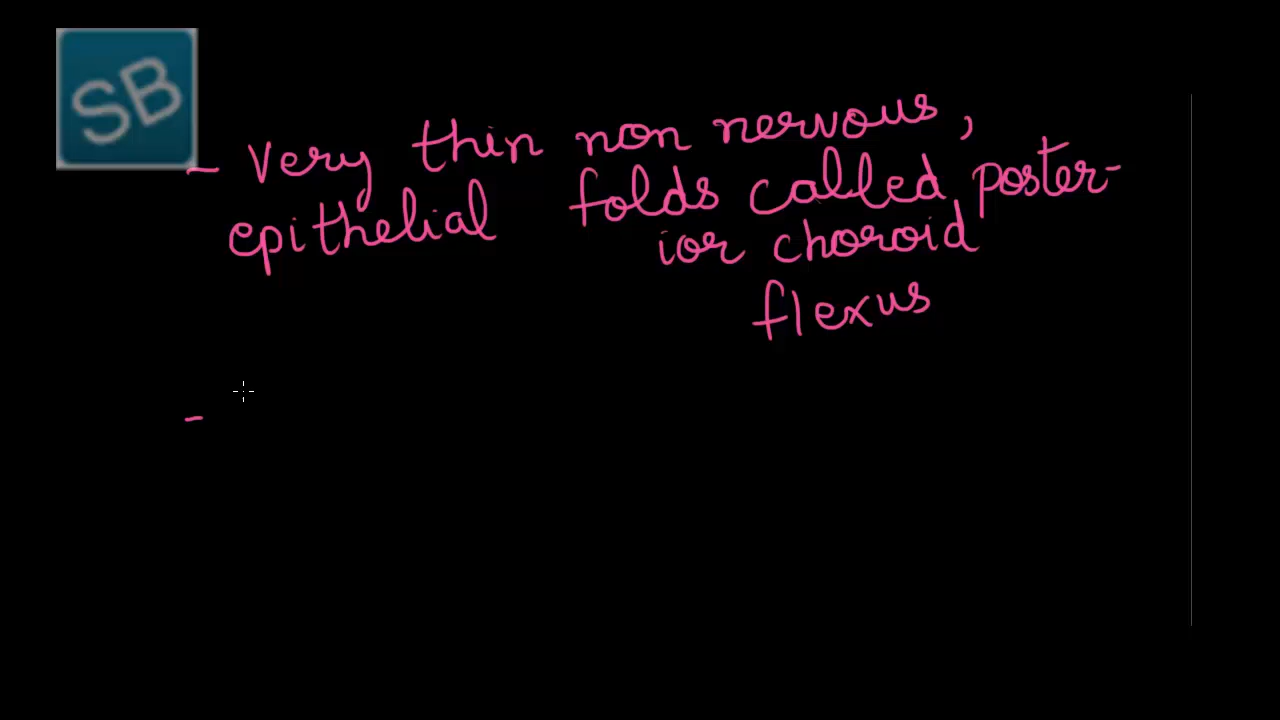 SB
- Very thin non nervous,
epithelial folds called poster-
ior choroid
flexus
-